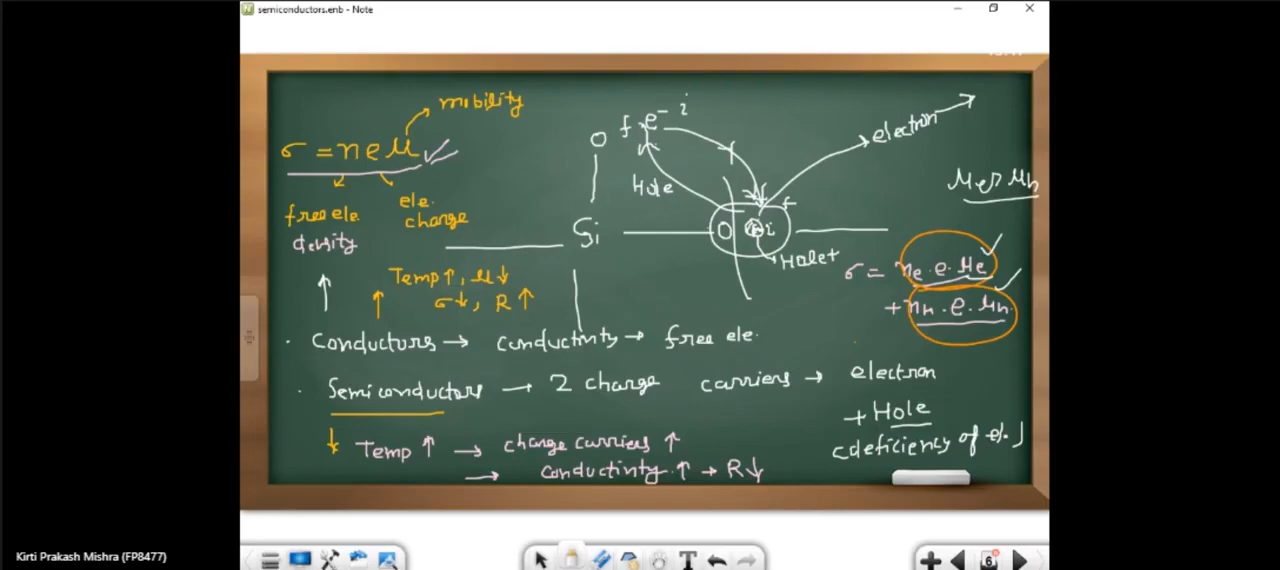 semiconductors.enb - Note
mobility
σ = n e μ
free ele. density
ele. charge
Temp ↑, μ ↓
σ ↓, R ↑
O
f e⁻ i
Hole
Si
O
Hole+
electron
μe > μh
σ = ne . e . μe
+ nh . e . μh
. Conductors → conductivity → free ele.
. Semiconductors → 2 charge carriers → electron
+ Hole
(deficiency of ele.)
↓ Temp ↑ → charge carriers ↑
→ conductivity ↑ → R ↓
Kirti Prakash Mishra (FP8477)
T
6